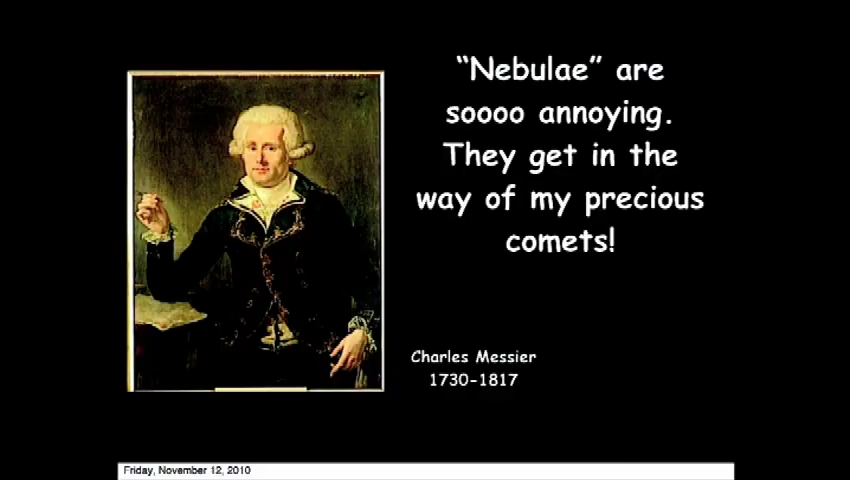 “Nebulae” are
soooo annoying.
They get in the
way of my precious
comets!
Charles Messier
1730-1817
Friday, November 12, 2010